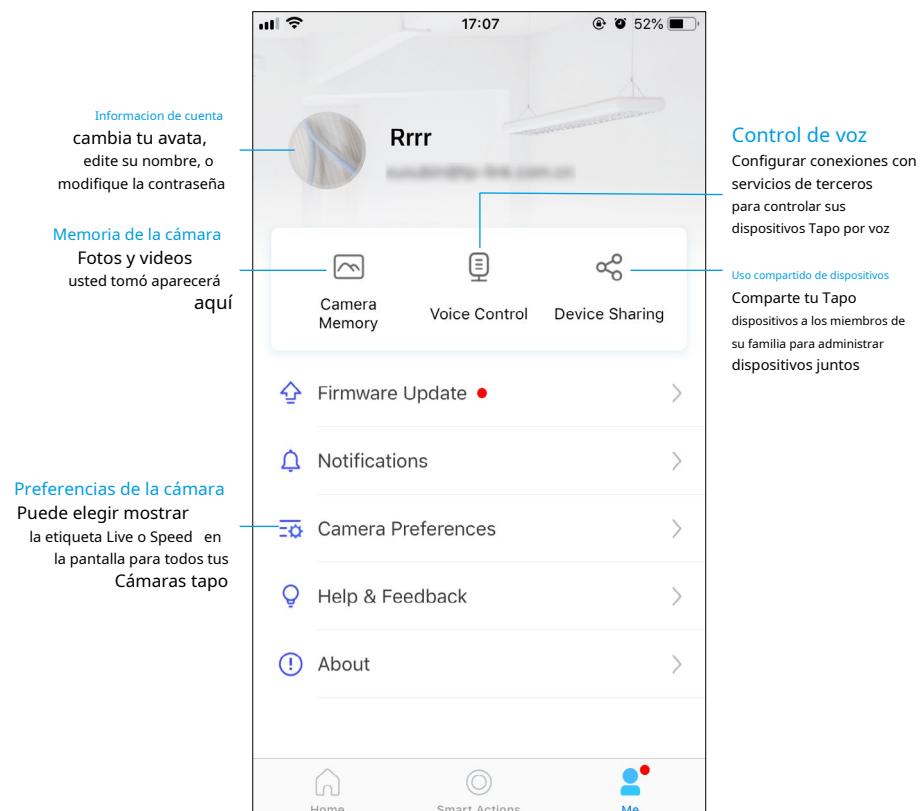 17:07
52%
Informacion de cuenta
cambia tu avata,
edite su nombre, o
modifique la contraseña
Rrrr
Control de voz
Configurar conexiones con
servicios de terceros
para controlar sus
dispositivos Tapo por voz
Memoria de la cámara
Fotos y videos
usted tomó aparecerá
aquí
Camera
Memory
Voice Control
Device Sharing
Uso compartido de dispositivos
Comparte tu Tapo
dispositivos a los miembros de
su familia para administrar
dispositivos juntos
Firmware Update
Notifications
Preferencias de la cámara
Puede elegir mostrar
la etiqueta Live o Speed en
la pantalla para todos tus
Cámaras tapo
Camera Preferences
Help & Feedback
About
Home
Smart Actions
Me